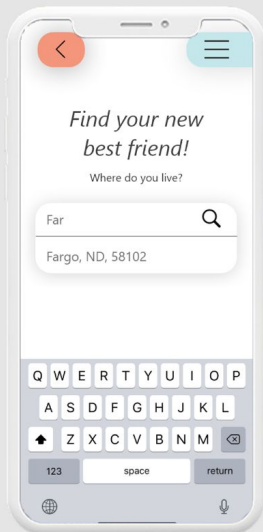 Find your new
best friend!
Where do you live?
Far
Fargo, ND, 58102
Q W E R T Y U I O P
A S D F G H J K L
Z X C V B N M
123 space return